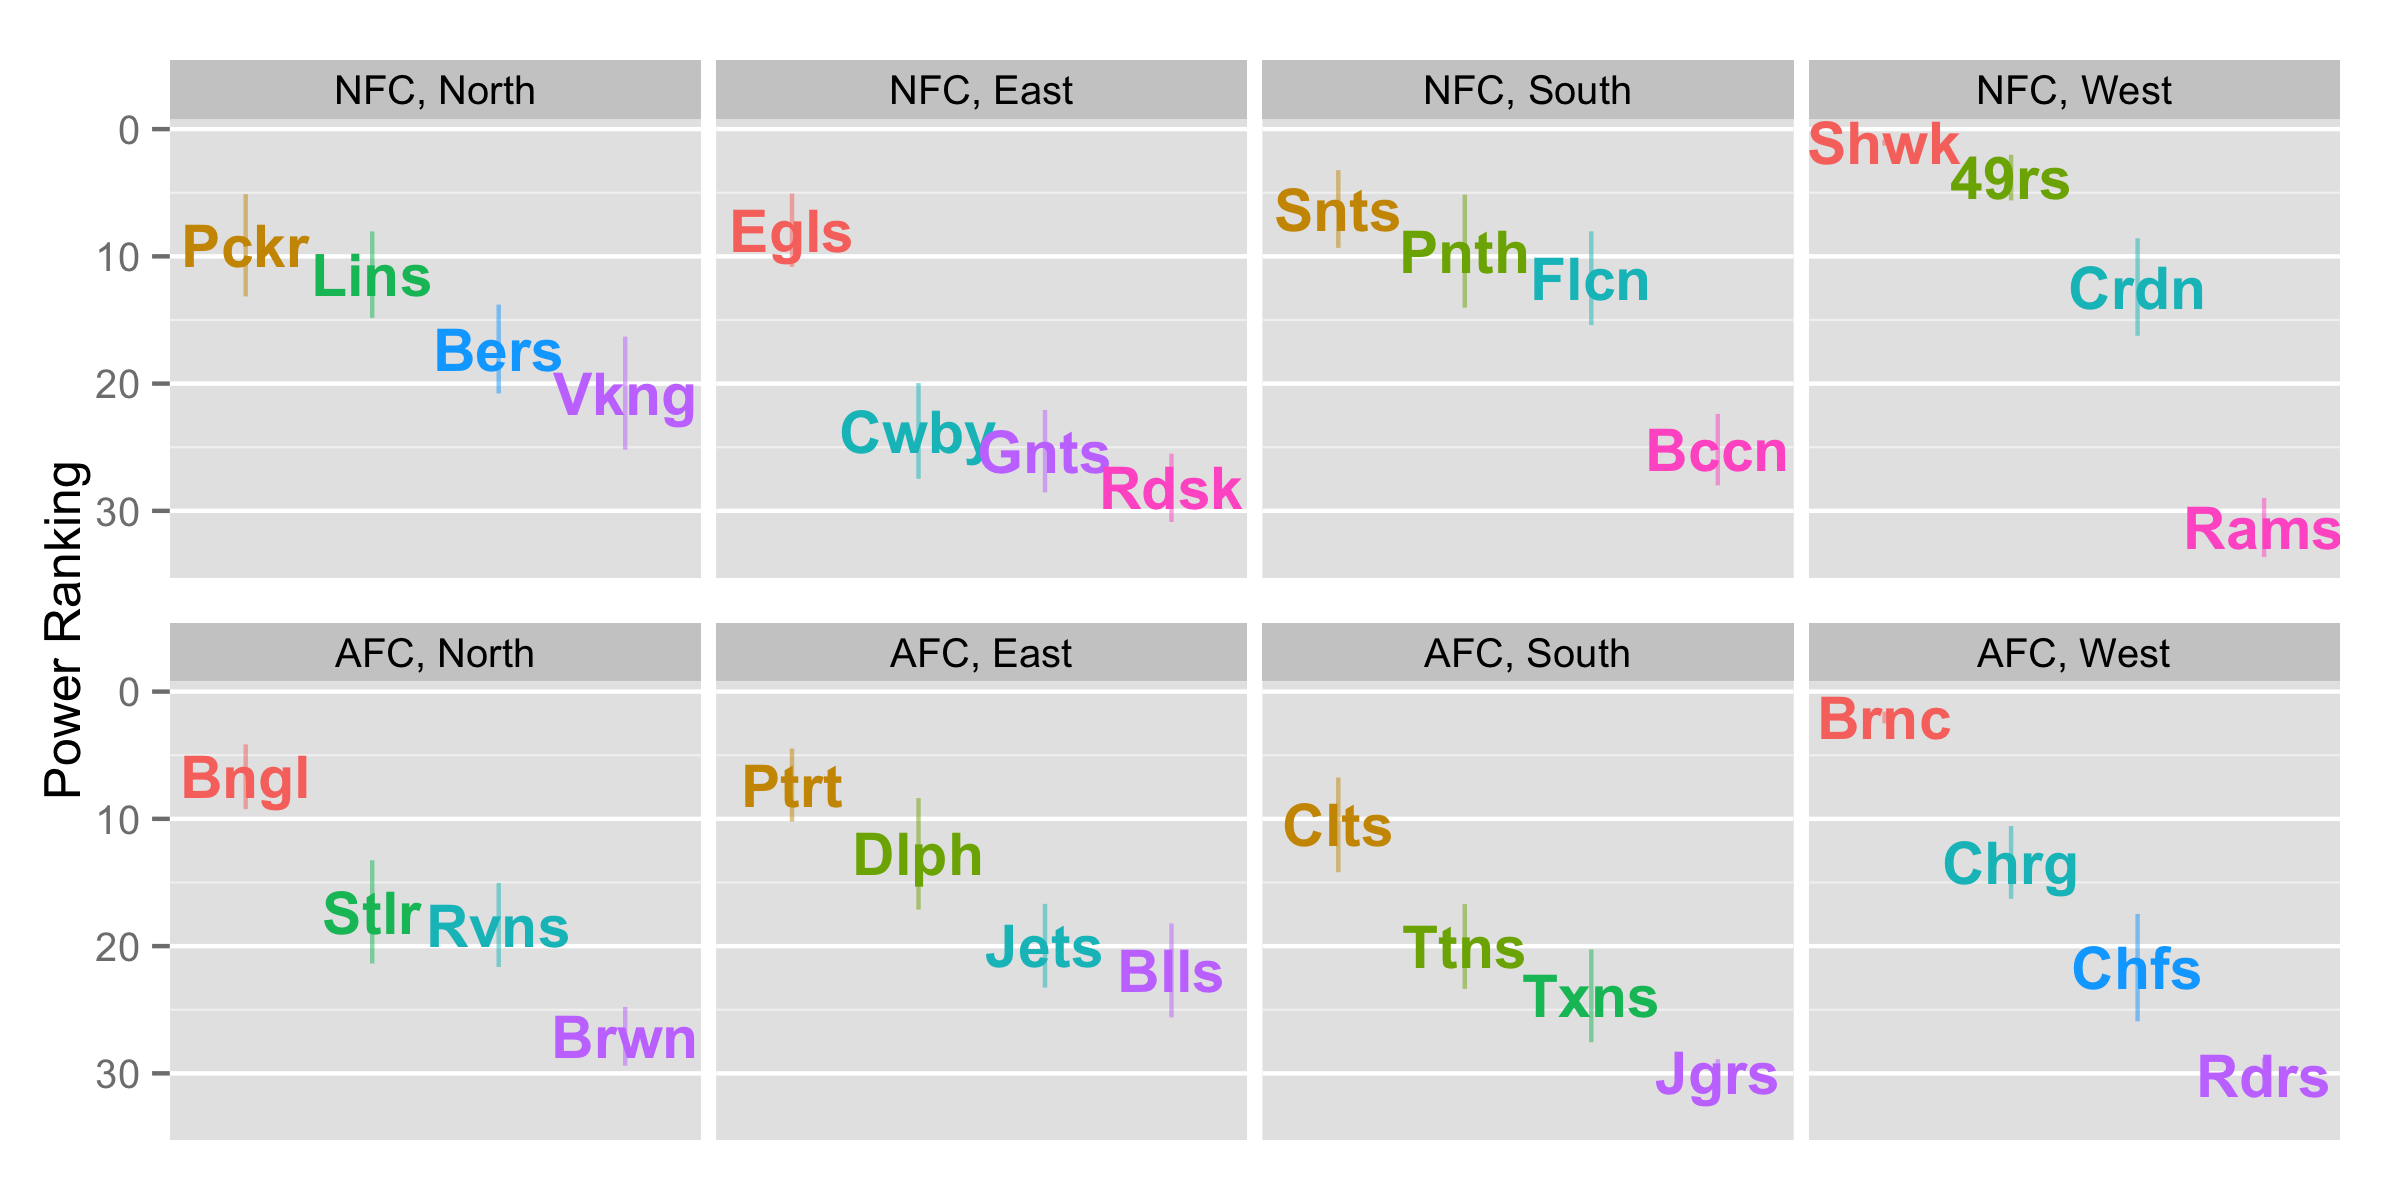 NFC, North
NFC, East
NFC, South
NFC, West
0
10
20
30
Pckr
Lins
Bers
Vkng
Egls
Cwby
Gnts
Rdsk
Snts
Pnth
Flcn
Bccn
Shwk
49rs
Crdn
Rams
Power Ranking
AFC, North
AFC, East
AFC, South
AFC, West
0
10
20
30
Bngl
Stlr
Rvns
Brwn
Ptrt
Dlph
Jets
Blls
Clts
Ttns
Txns
Jgrs
Brnc
Chrg
Chfs
Rdrs